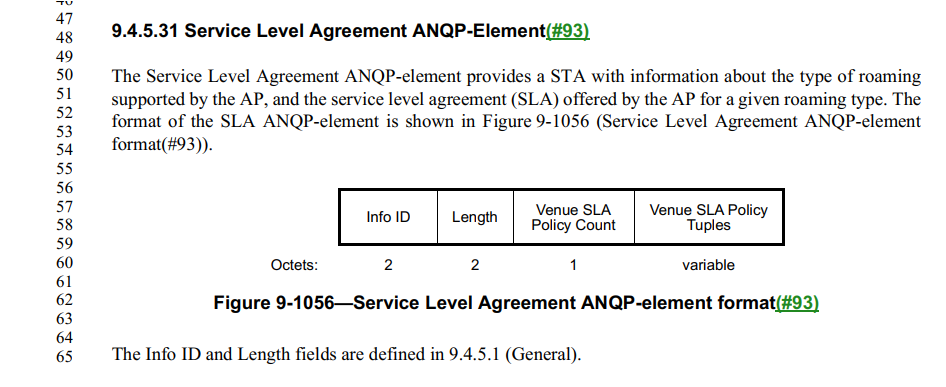 46
47
9.4.5.31 Service Level Agreement ANQP-Element(#93)
48
49
50 The Service Level Agreement ANQP-element provides a STA with information about the type of roaming
51 supported by the AP, and the service level agreement (SLA) offered by the AP for a given roaming type. The
52 format of the SLA ANQP-element is shown in Figure 9-1056 (Service Level Agreement ANQP-element
53
54 format(#93)).
55
56
57
58
59
Info ID
Length
Venue SLA
Policy Count
Venue SLA Policy
Tuples
60 Octets: 2 2 1 variable
61
62 Figure 9-1056—Service Level Agreement ANQP-element format(#93)
63
64
65 The Info ID and Length fields are defined in 9.4.5.1 (General).